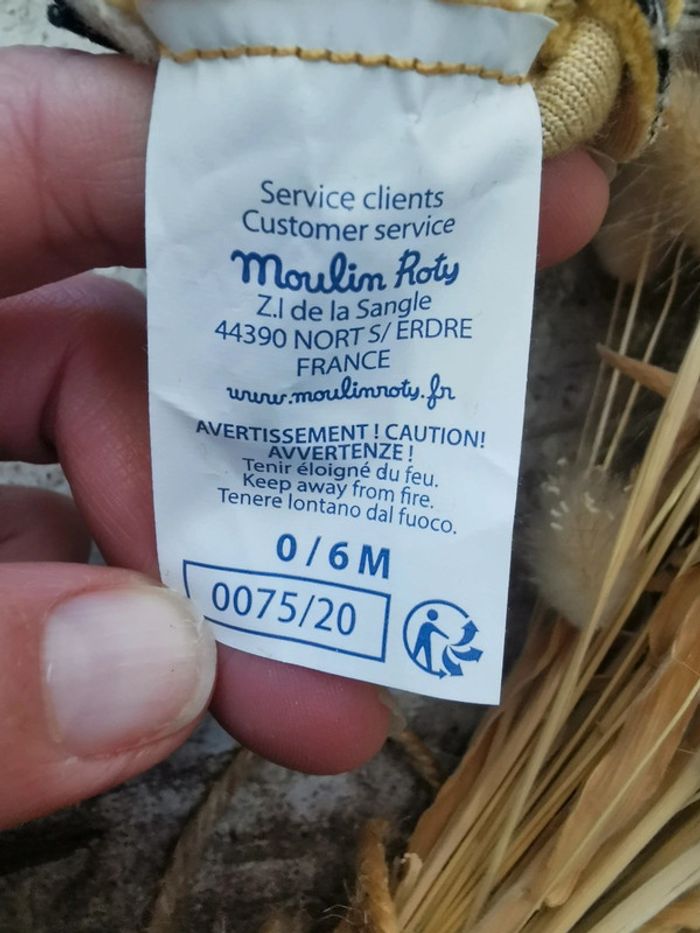 Service clients
Customer service
Moulin Roty
Z.I de la Sangle
44390 NORT S/ ERDRE
FRANCE
www.moulinroty.fr
AVERTISSEMENT ! CAUTION!
AVVERTENZE !
Tenir éloigné du feu.
Keep away from fire.
Tenere lontano dal fuoco.
0 / 6 M
0075/20